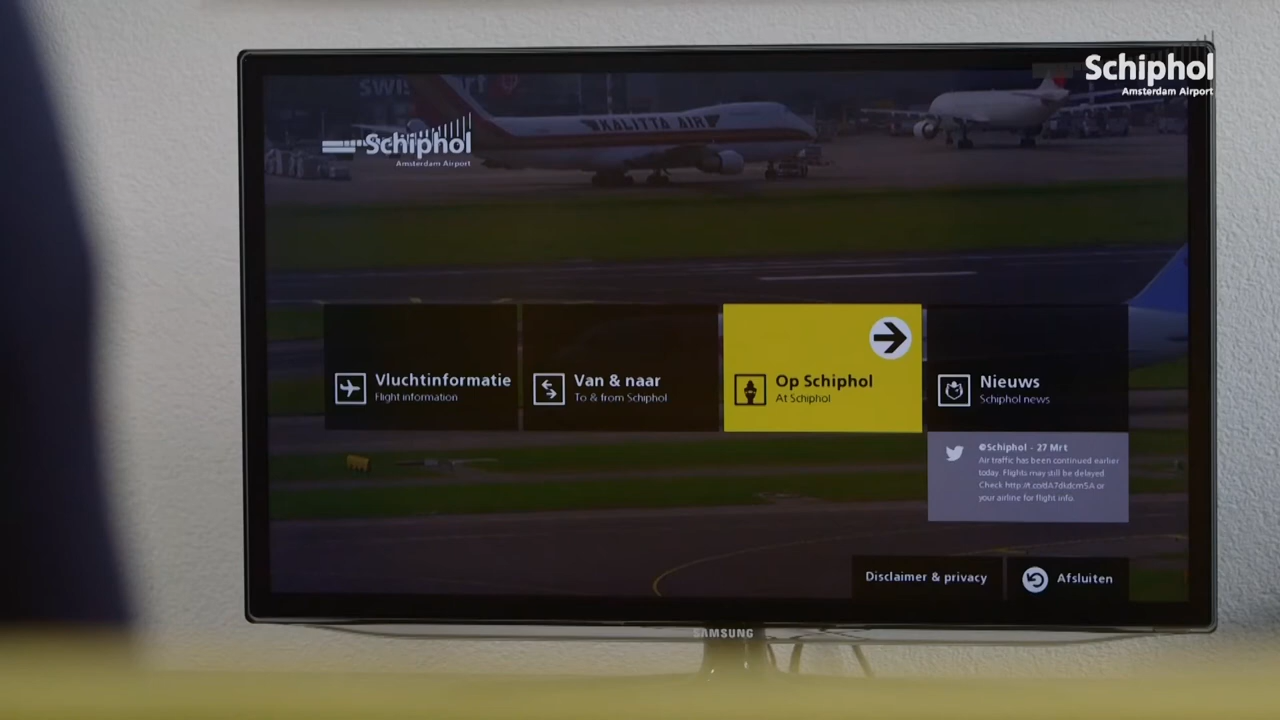 Schiphol
Amsterdam Airport
KALITTA AIR
Schiphol
Amsterdam Airport
Vluchtinformatie
Flight information
Van & naar
To & from Schiphol
Op Schiphol
At Schiphol
Nieuws
Schiphol news
@Schiphol - 27 Mrt
Air traffic has been continued earlier
today. Flights may still be delayed.
Check
or
your airline for flight info.
Disclaimer & privacy
Afsluiten
SAMSUNG